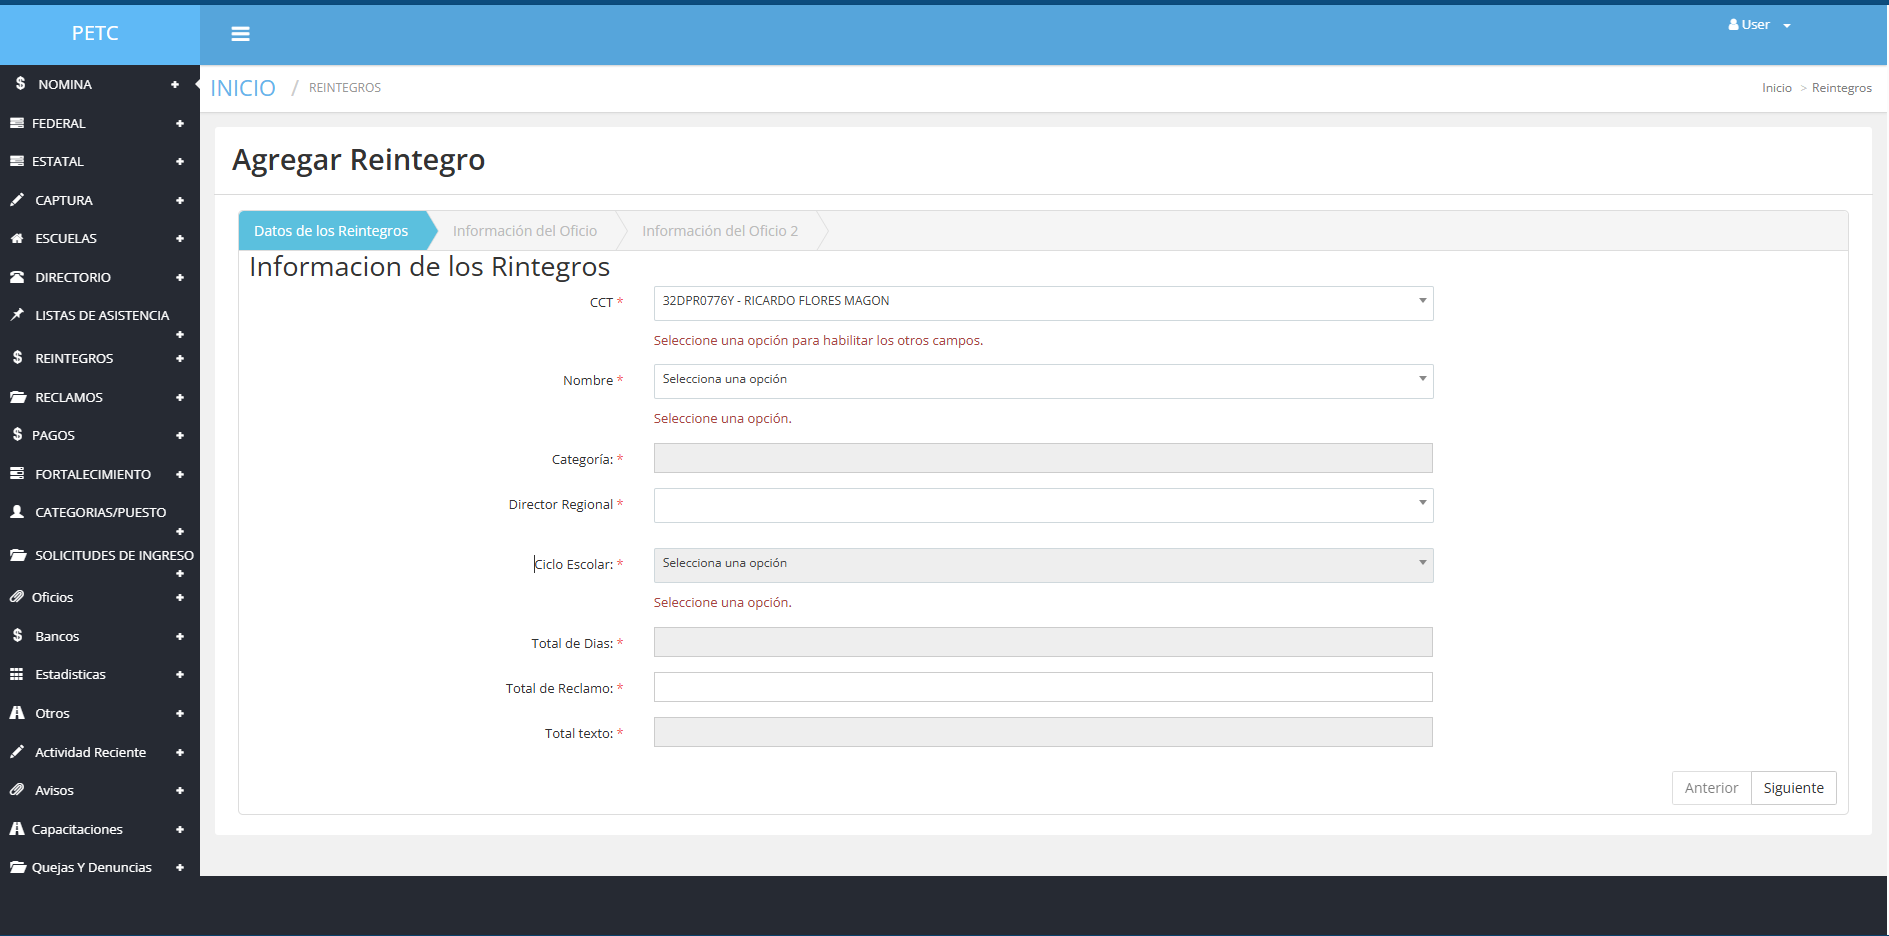 PETC
User
NOMINA
FEDERAL
ESTATAL
CAPTURA
ESCUELAS
DIRECTORIO
LISTAS DE ASISTENCIA
REINTEGROS
RECLAMOS
PAGOS
FORTALECIMIENTO
CATEGORIAS/PUESTO
SOLICITUDES DE INGRESO
Oficios
Bancos
Estadisticas
Otros
Actividad Reciente
Avisos
Capacitaciones
Quejas Y Denuncias
INICIO / REINTEGROS
Inicio > Reintegros
Agregar Reintegro
Datos de los Reintegros
Información del Oficio
Información del Oficio 2
Informacion de los Rintegros
CCT *
32DPR0776Y - RICARDO FLORES MAGON
Seleccione una opción para habilitar los otros campos.
Nombre *
Selecciona una opción
Seleccione una opción.
Categoría: *
Director Regional *
Ciclo Escolar: *
Selecciona una opción
Seleccione una opción.
Total de Dias: *
Total de Reclamo: *
Total texto: *
Anterior
Siguiente